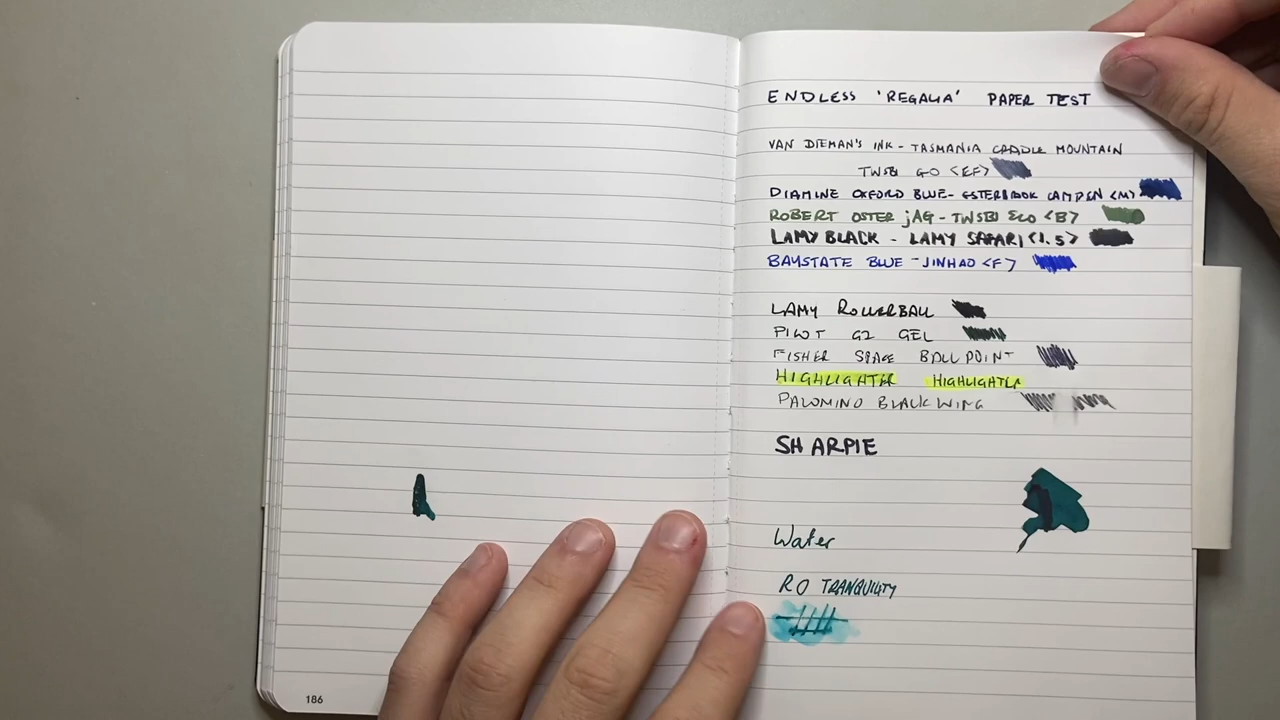 ENDLESS 'REGALIA' PAPER TEST
VAN DIEMAN'S INK - TASMANIA CRADLE MOUNTAIN
TWSBI GO <EF>
DIAMINE OXFORD BLUE - ESTERBROOK CAMDEN <M>
ROBERT OSTER JAG - TWSBI ECO <B>
LAMY BLACK - LAMY SAFARI <1.5>
BAYSTATE BLUE - JINHAO <F>
LAMY ROLLERBALL
PILOT G2 GEL
FISHER SPACE BALLPOINT
HIGHLIGHTER HIGHLIGHTER
PALOMINO BLACKWING
SHARPIE
Water
RO TRANQUILITY
186